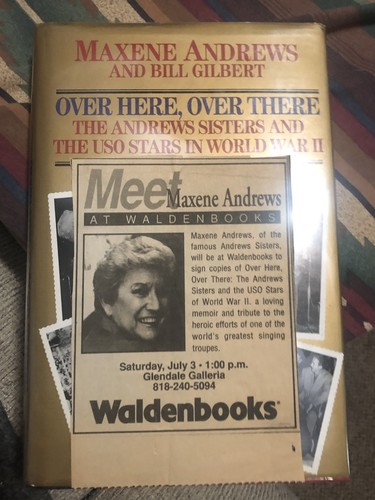 MAXENE ANDREWS
AND BILL GILBERT
OVER HERE, OVER THERE
THE ANDREWS SISTERS AND
THE USO STARS IN WORLD WAR II
Meet Maxene Andrews
AT WALDENBOOKS
Maxene Andrews, of the
famous Andrews Sisters,
will be at Waldenbooks to
sign copies of Over Here,
Over There: The Andrews
Sisters and the USO Stars
of World War II. a loving
memoir and tribute to the
heroic efforts of one of the
world's greatest singing
troupes.
Saturday, July 3 • 1:00 p.m.
Glendale Galleria
818-240-5094
Waldenbooks®